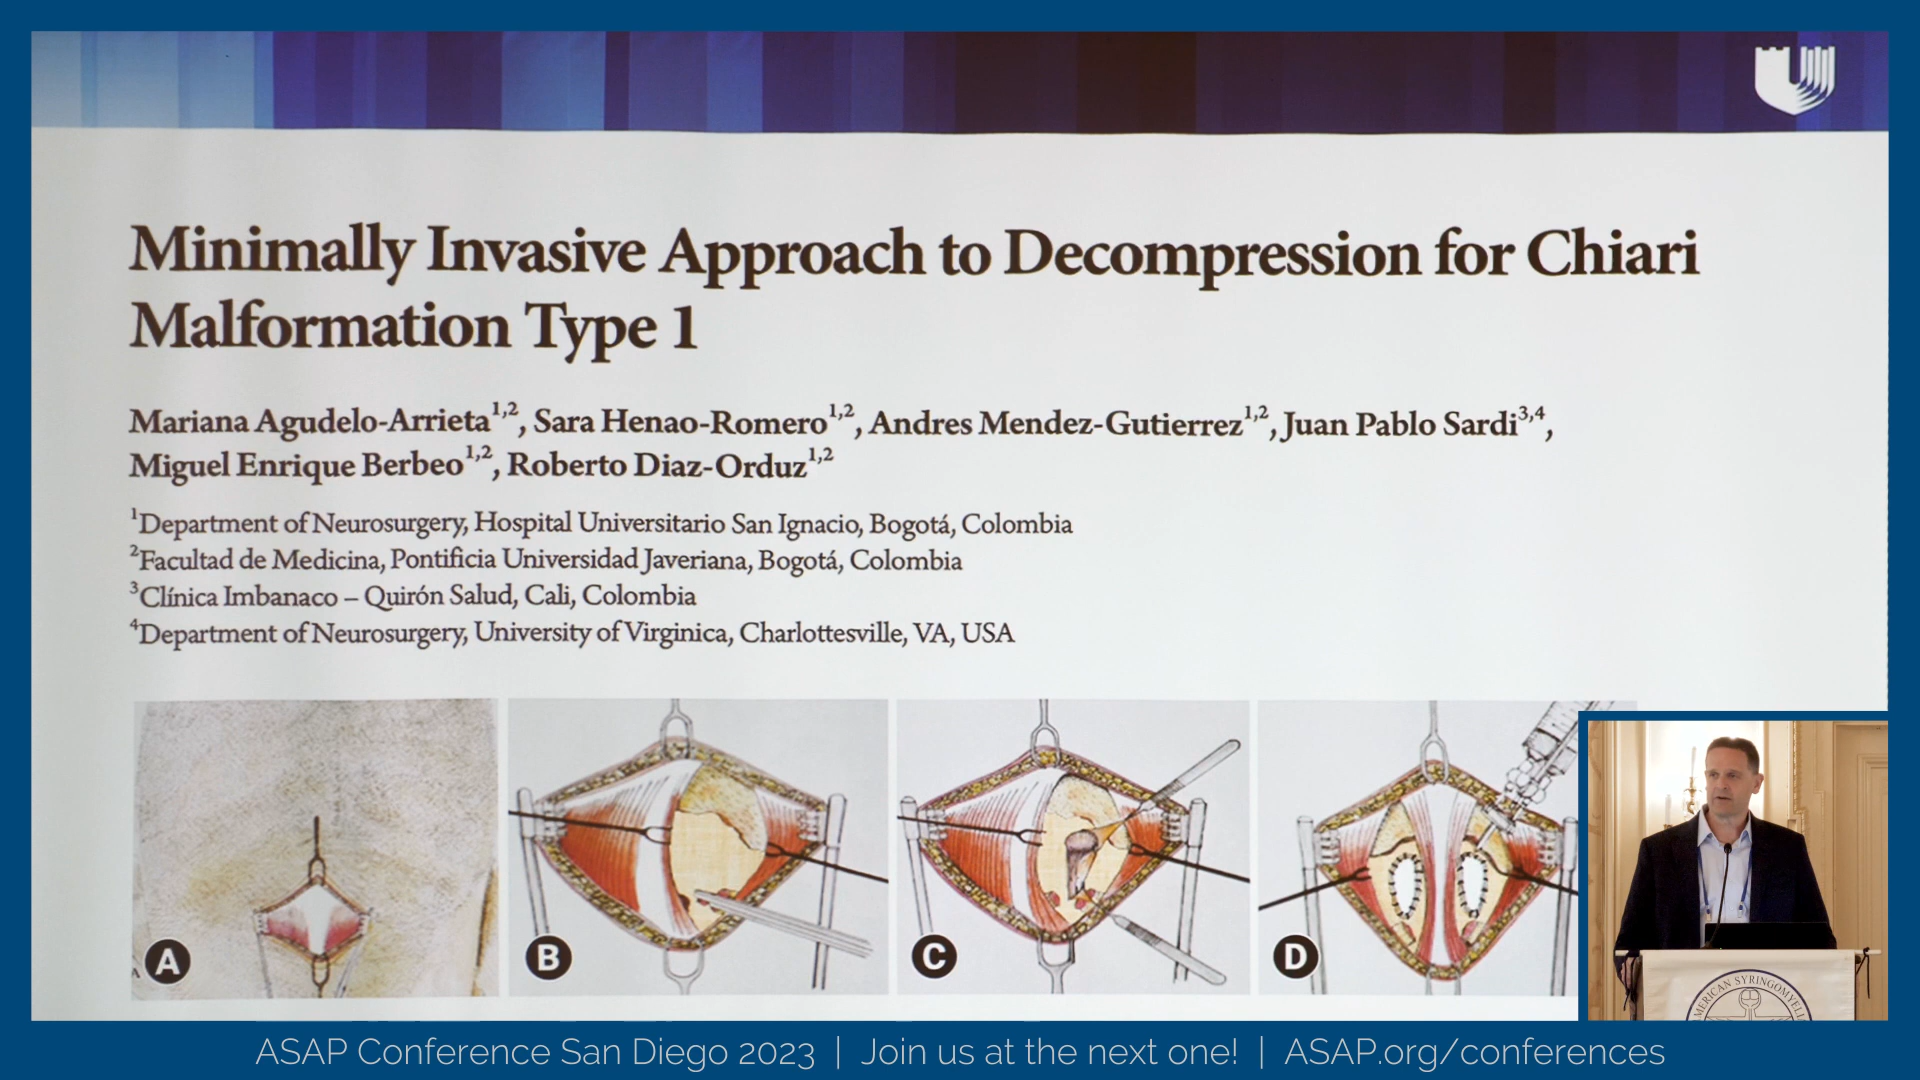 Minimally Invasive Approach to Decompression for Chiari
Malformation Type 1
Mariana Agudelo-Arrieta1,2, Sara Henao-Romero1,2, Andres Mendez-Gutierrez1,2, Juan Pablo Sardi3,4,
Miguel Enrique Berbeo1,2, Roberto Diaz-Orduz1,2
1Department of Neurosurgery, Hospital Universitario San Ignacio, Bogotá, Colombia
2Facultad de Medicina, Pontificia Universidad Javeriana, Bogotá, Colombia
3Clínica Imbanaco – Quirón Salud, Cali, Colombia
4Department of Neurosurgery, University of Virginica, Charlottesville, VA, USA
A
A
B
C
D
AMERICAN SYRINGOMYELI
ASAP Conference San Diego 2023 | Join us at the next one! | ASAP.org/conferences